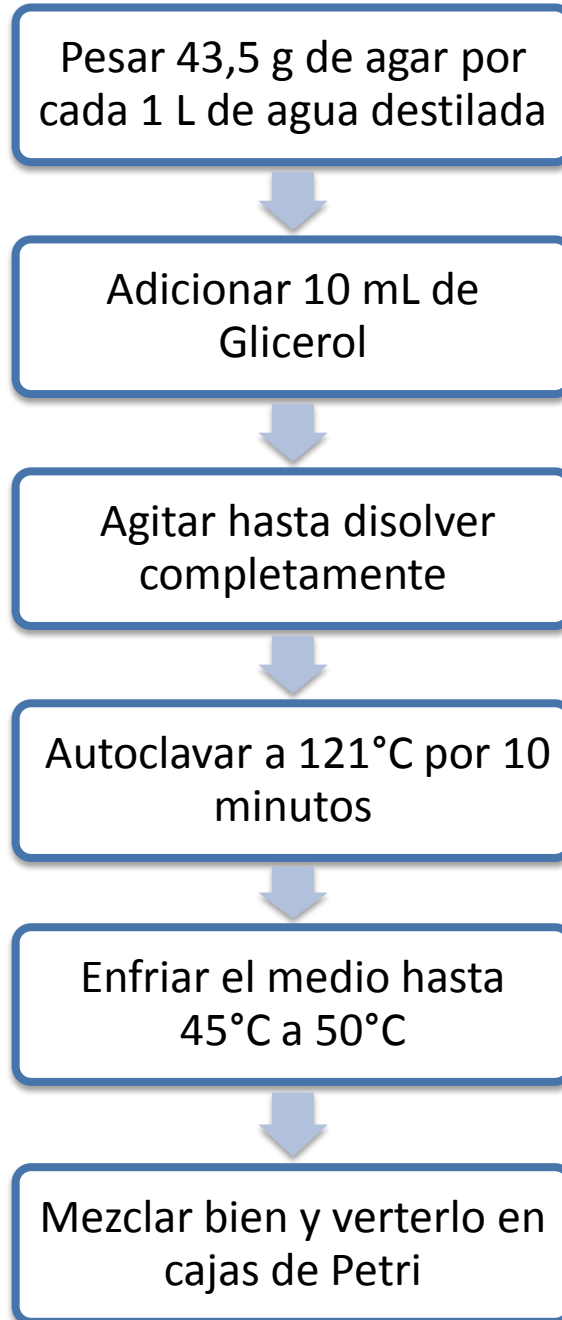 Pesar 43,5 g de agar por
cada 1 L de agua destilada
Adicionar 10 mL de
Glicerol
Agitar hasta disolver
completamente
Autoclavar a 121°C por 10
minutos
Enfriar el medio hasta
45°C a 50°C
Mezclar bien y verterlo en
cajas de Petri